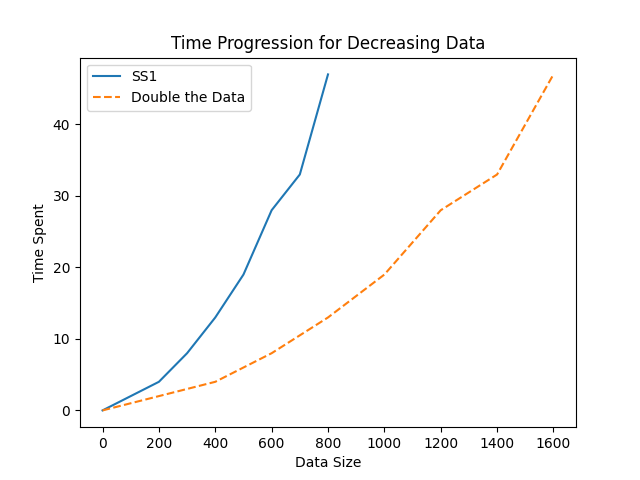 Time Progression for Decreasing Data
SS1
Double the Data
Time Spent
40
30
20
10
0
0 200 400 600 800 1000 1200 1400 1600
Data Size